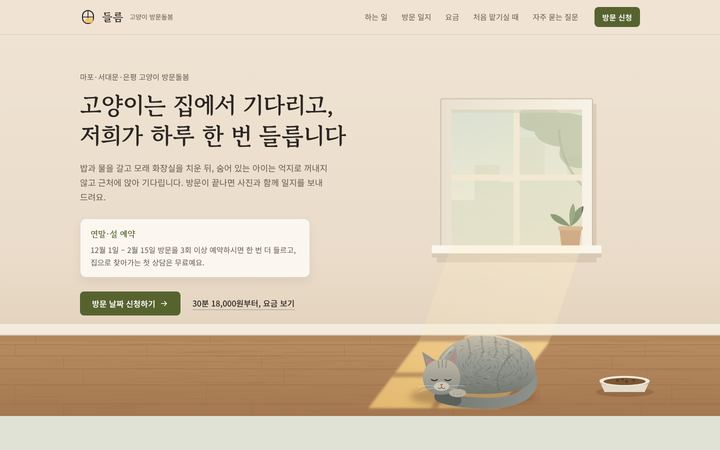 들름 고양이 방문돌봄
하는 일 방문 일지 요금 처음 맡기실 때 자주 묻는 질문 방문 신청
마포·서대문·은평 고양이 방문돌봄
고양이는 집에서 기다리고,
저희가 하루 한 번 들릅니다
밥과 물을 갈고 모래 화장실을 치운 뒤, 숨어 있는 아이는 억지로 꺼내지
않고 근처에 앉아 기다립니다. 방문이 끝나면 사진과 함께 일지를 보내
드려요.
연말·설 예약
12월 1일 – 2월 15일 방문을 3회 이상 예약하시면 한 번 더 들르고,
집으로 찾아가는 첫 상담은 무료예요.
방문 날짜 신청하기 → 30분 18,000원부터, 요금 보기